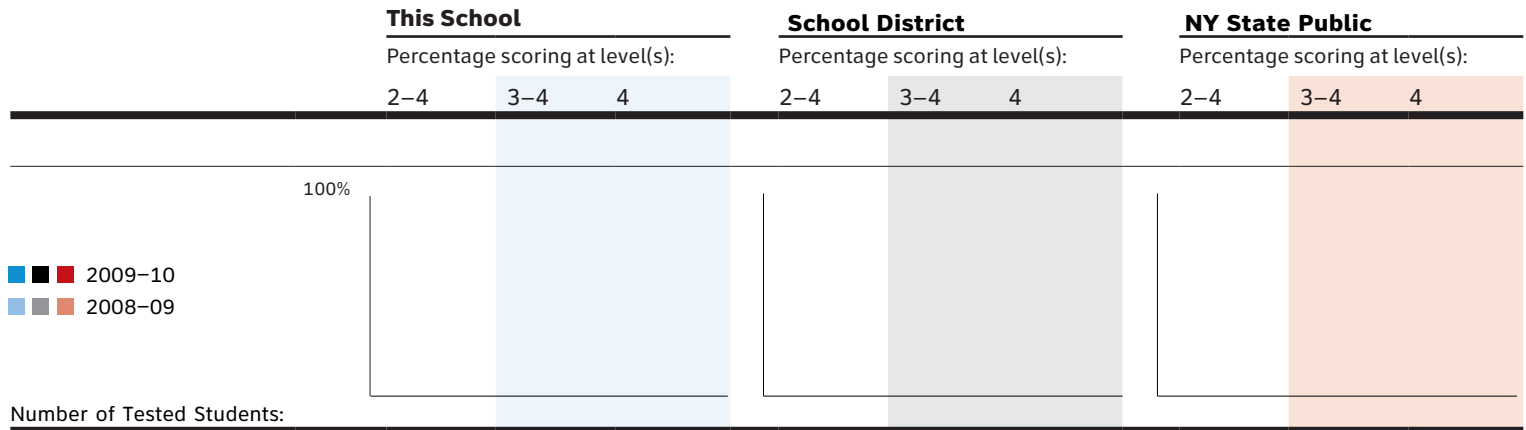 This School School District NY State Public
Percentage scoring at level(s): Percentage scoring at level(s): Percentage scoring at level(s):
2–4 3–4 4 2–4 3–4 4 2–4 3–4 4
100%
2009–10
2008–09
Number of Tested Students: